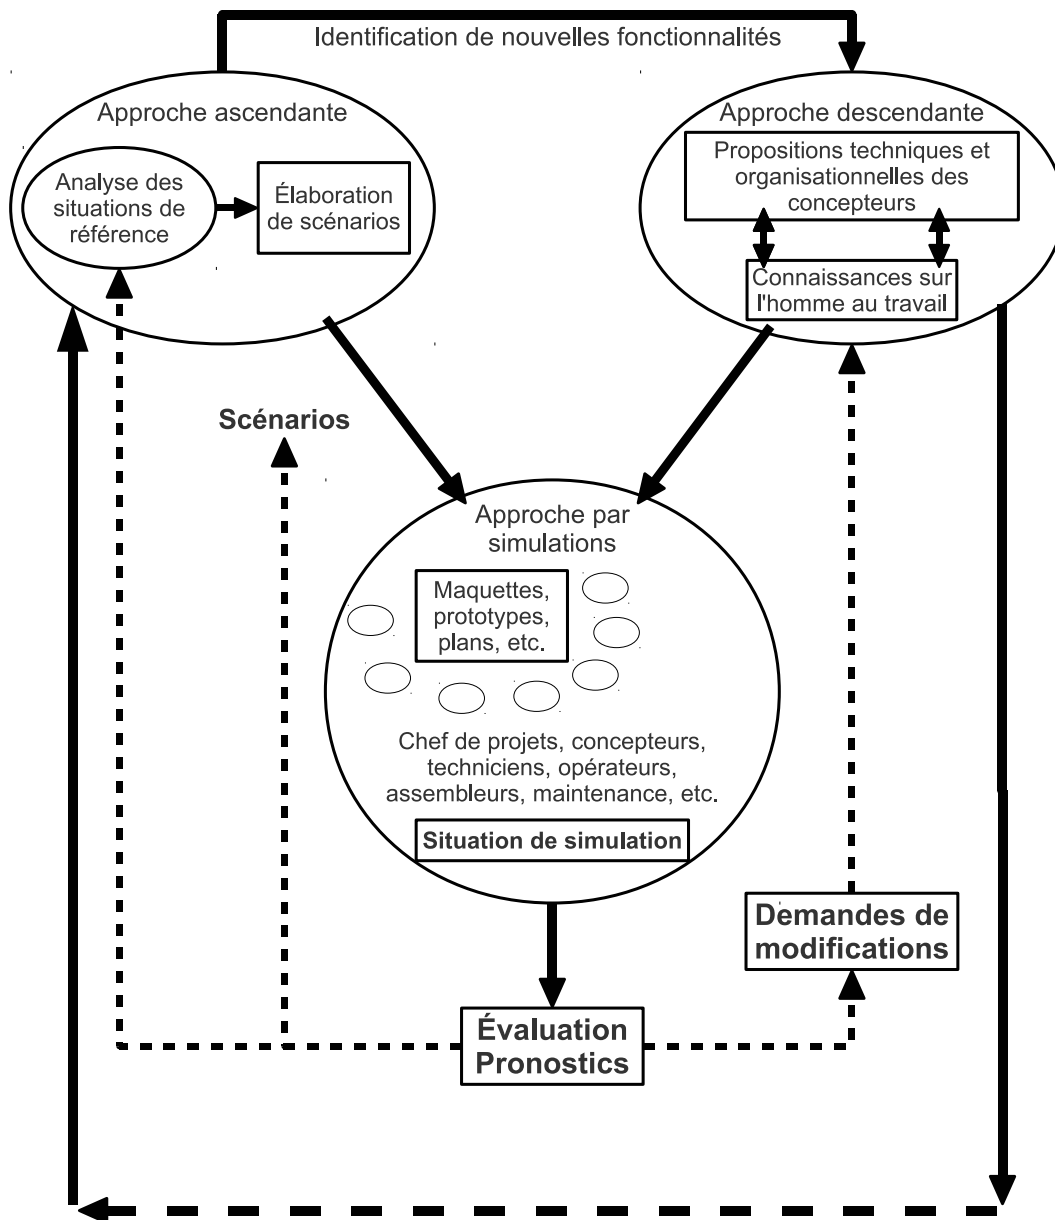 Identification de nouvelles fonctionnalités
Approche ascendante
Analyse des
situations de
référence
Élaboration
de scénarios
Approche descendante
Propositions techniques et
organisationnelles des
concepteurs
Connaissances sur
l'homme au travail
Scénarios
Approche par
simulations
Maquettes,
prototypes,
plans, etc.
Chef de projets, concepteurs,
techniciens, opérateurs,
assembleurs, maintenance, etc.
Situation de simulation
Demandes de
modifications
Évaluation
Pronostics